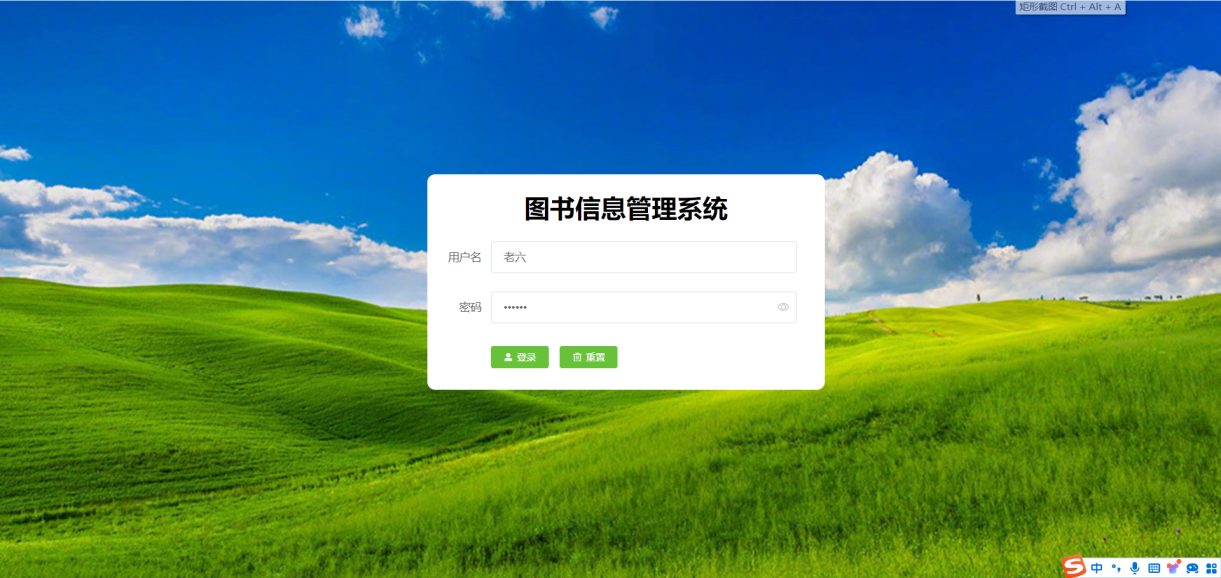 矩形截图 Ctrl + Alt + A
图书信息管理系统
用户名 老六
密码 ••••••
登录 重置
S 中